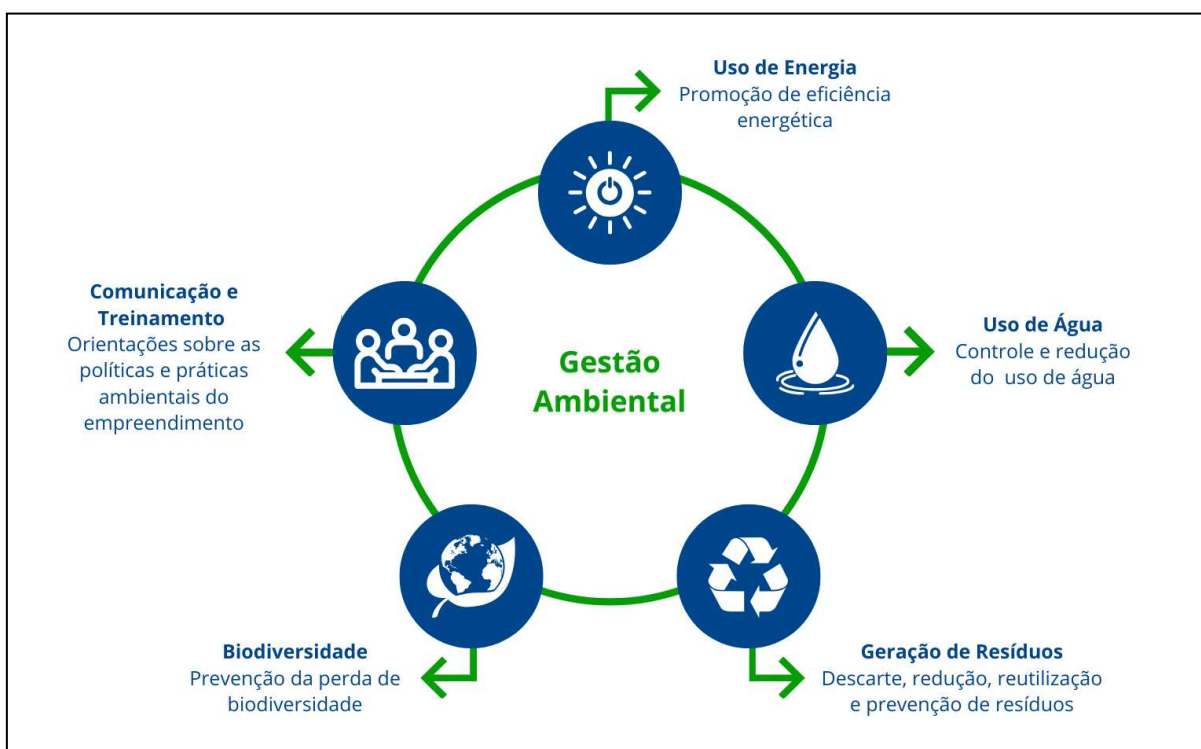 Uso de Energia
Promoção de eficiência
energética
Uso de Água
Controle e redução
do uso de água
Geração de Resíduos
Descarte, redução, reutilização
e prevenção de resíduos
Biodiversidade
Prevenção da perda de
biodiversidade
Comunicação e
Treinamento
Orientações sobre as
políticas e práticas
ambientais do
empreendimento
Gestão
Ambiental